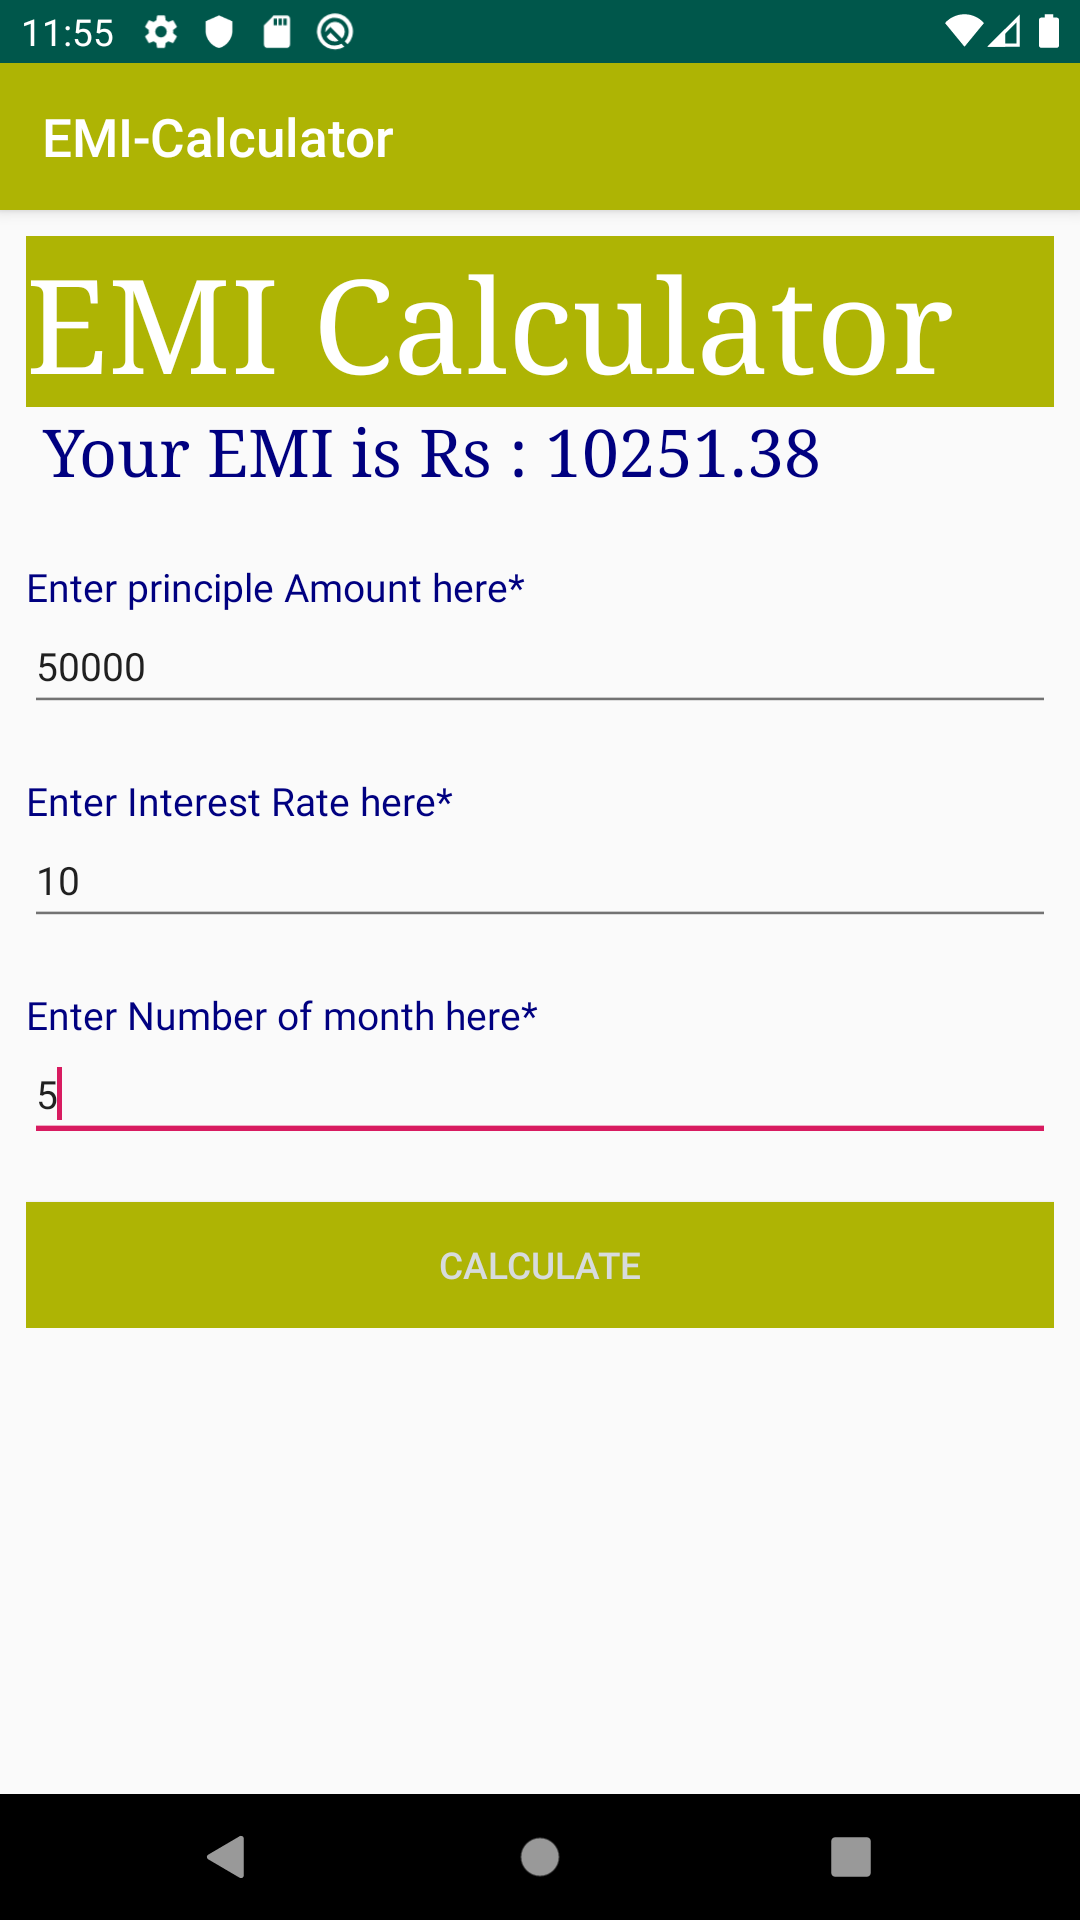 11:55
EMI-Calculator
EMI Calculator
Your EMI is Rs : 10251.38
Enter principle Amount here*
50000
Enter Interest Rate here*
10
Enter Number of month here*
5
CALCULATE